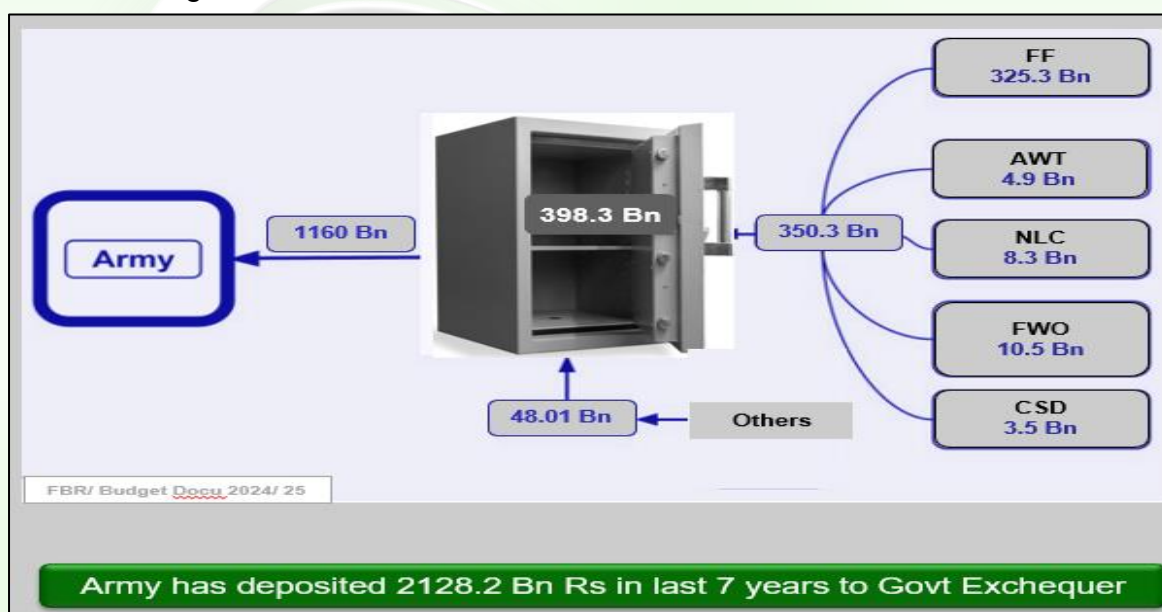 FF
325.3 Bn
AWT
4.9 Bn
398.3 Bn
1160 Bn
350.3 Bn
NLC
8.3 Bn
Army
FWO
10.5 Bn
CSD
3.5 Bn
48.01 Bn
Others
FBR/ Budget Docu 2024/ 25
Army has deposited 2128.2 Bn Rs in last 7 years to Govt Exchequer